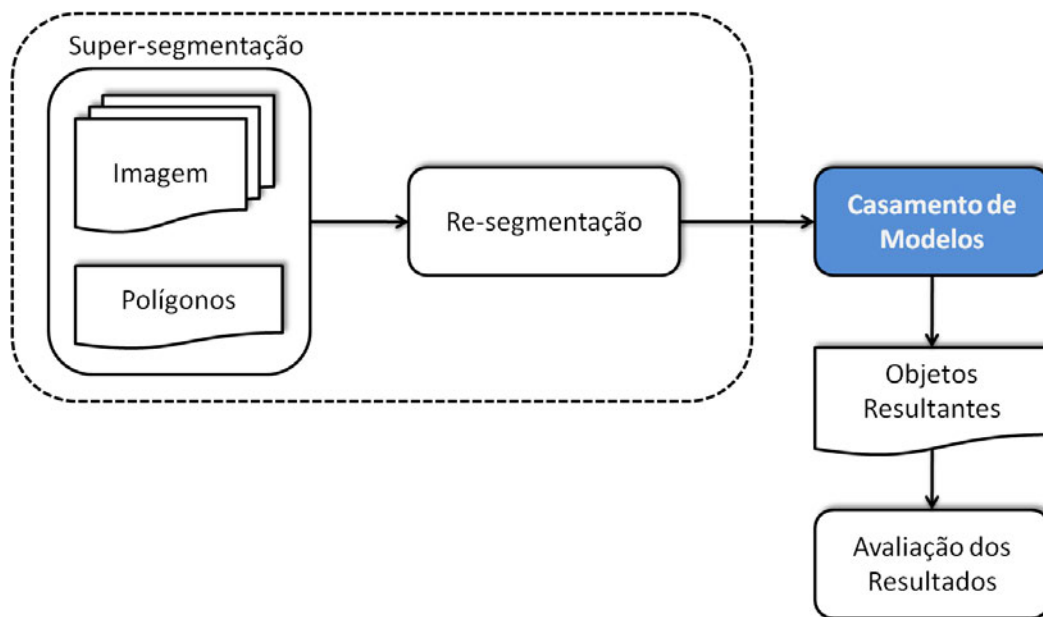 Super-segmentação
Imagem
Polígonos
Re-segmentação
Casamento de
Modelos
Objetos
Resultantes
Avaliação dos
Resultados